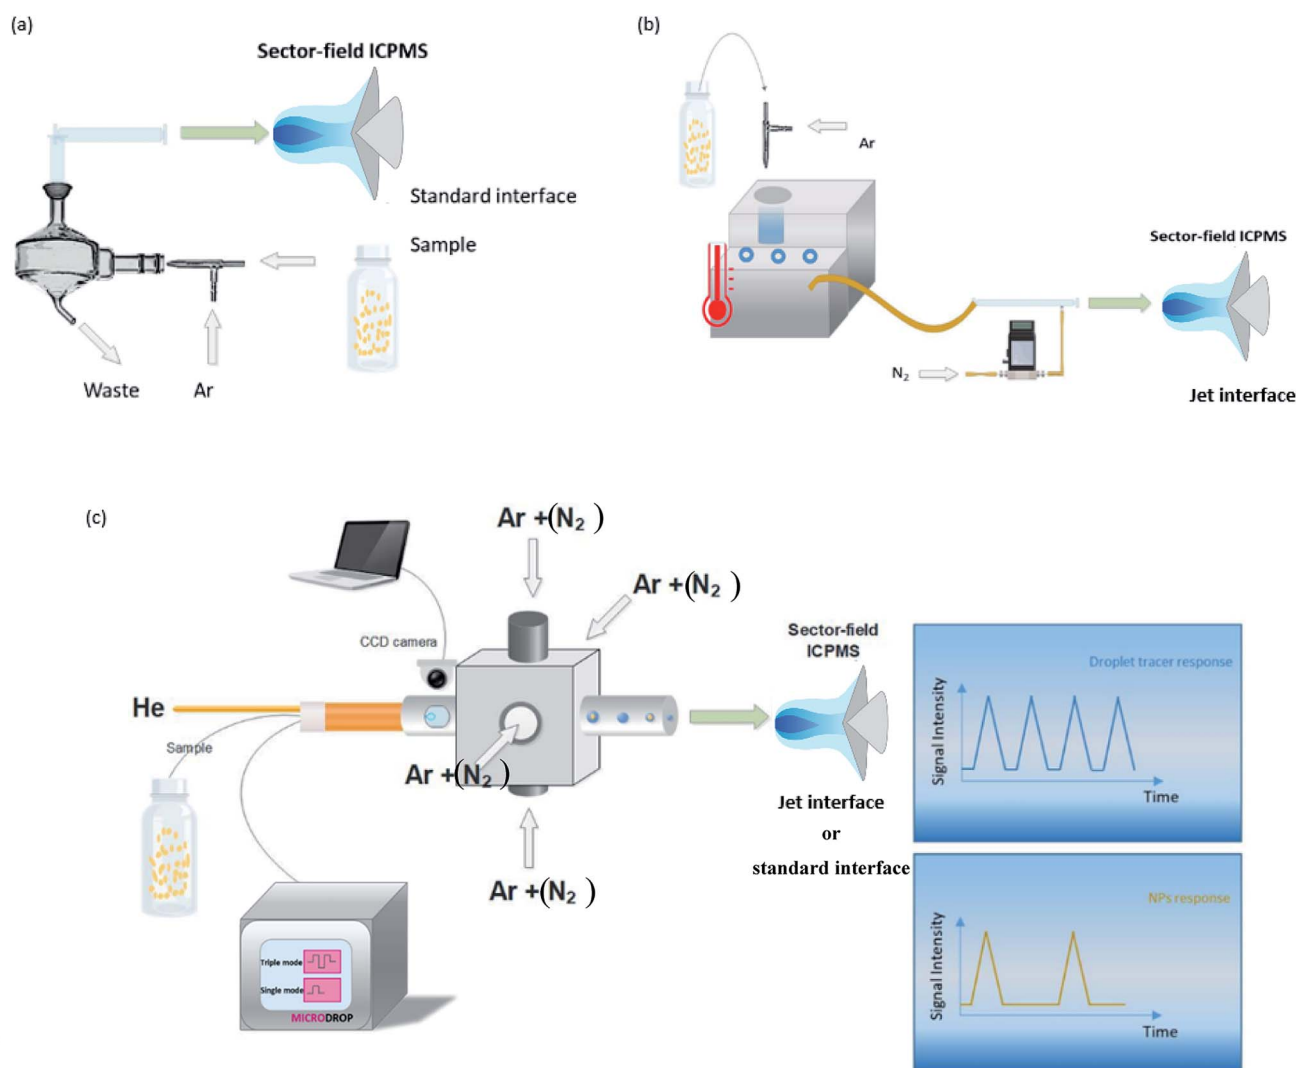 (a)
Sector-field ICPMS
Standard interface
Sample
Waste
Ar
(b)
Ar
Sector-field ICPMS
N₂
Jet interface
(c)
Ar +(N₂ )
Ar +(N₂ )
CCD camera
He
Sample
Ar +(N₂ )
Ar +(N₂ )
Triple mode
Single mode
MICRODROP
Sector-field
ICPMS
Jet interface
or
standard interface
Droplet tracer response
Signal Intensity
Time
NPs response
Signal Intensity
Time